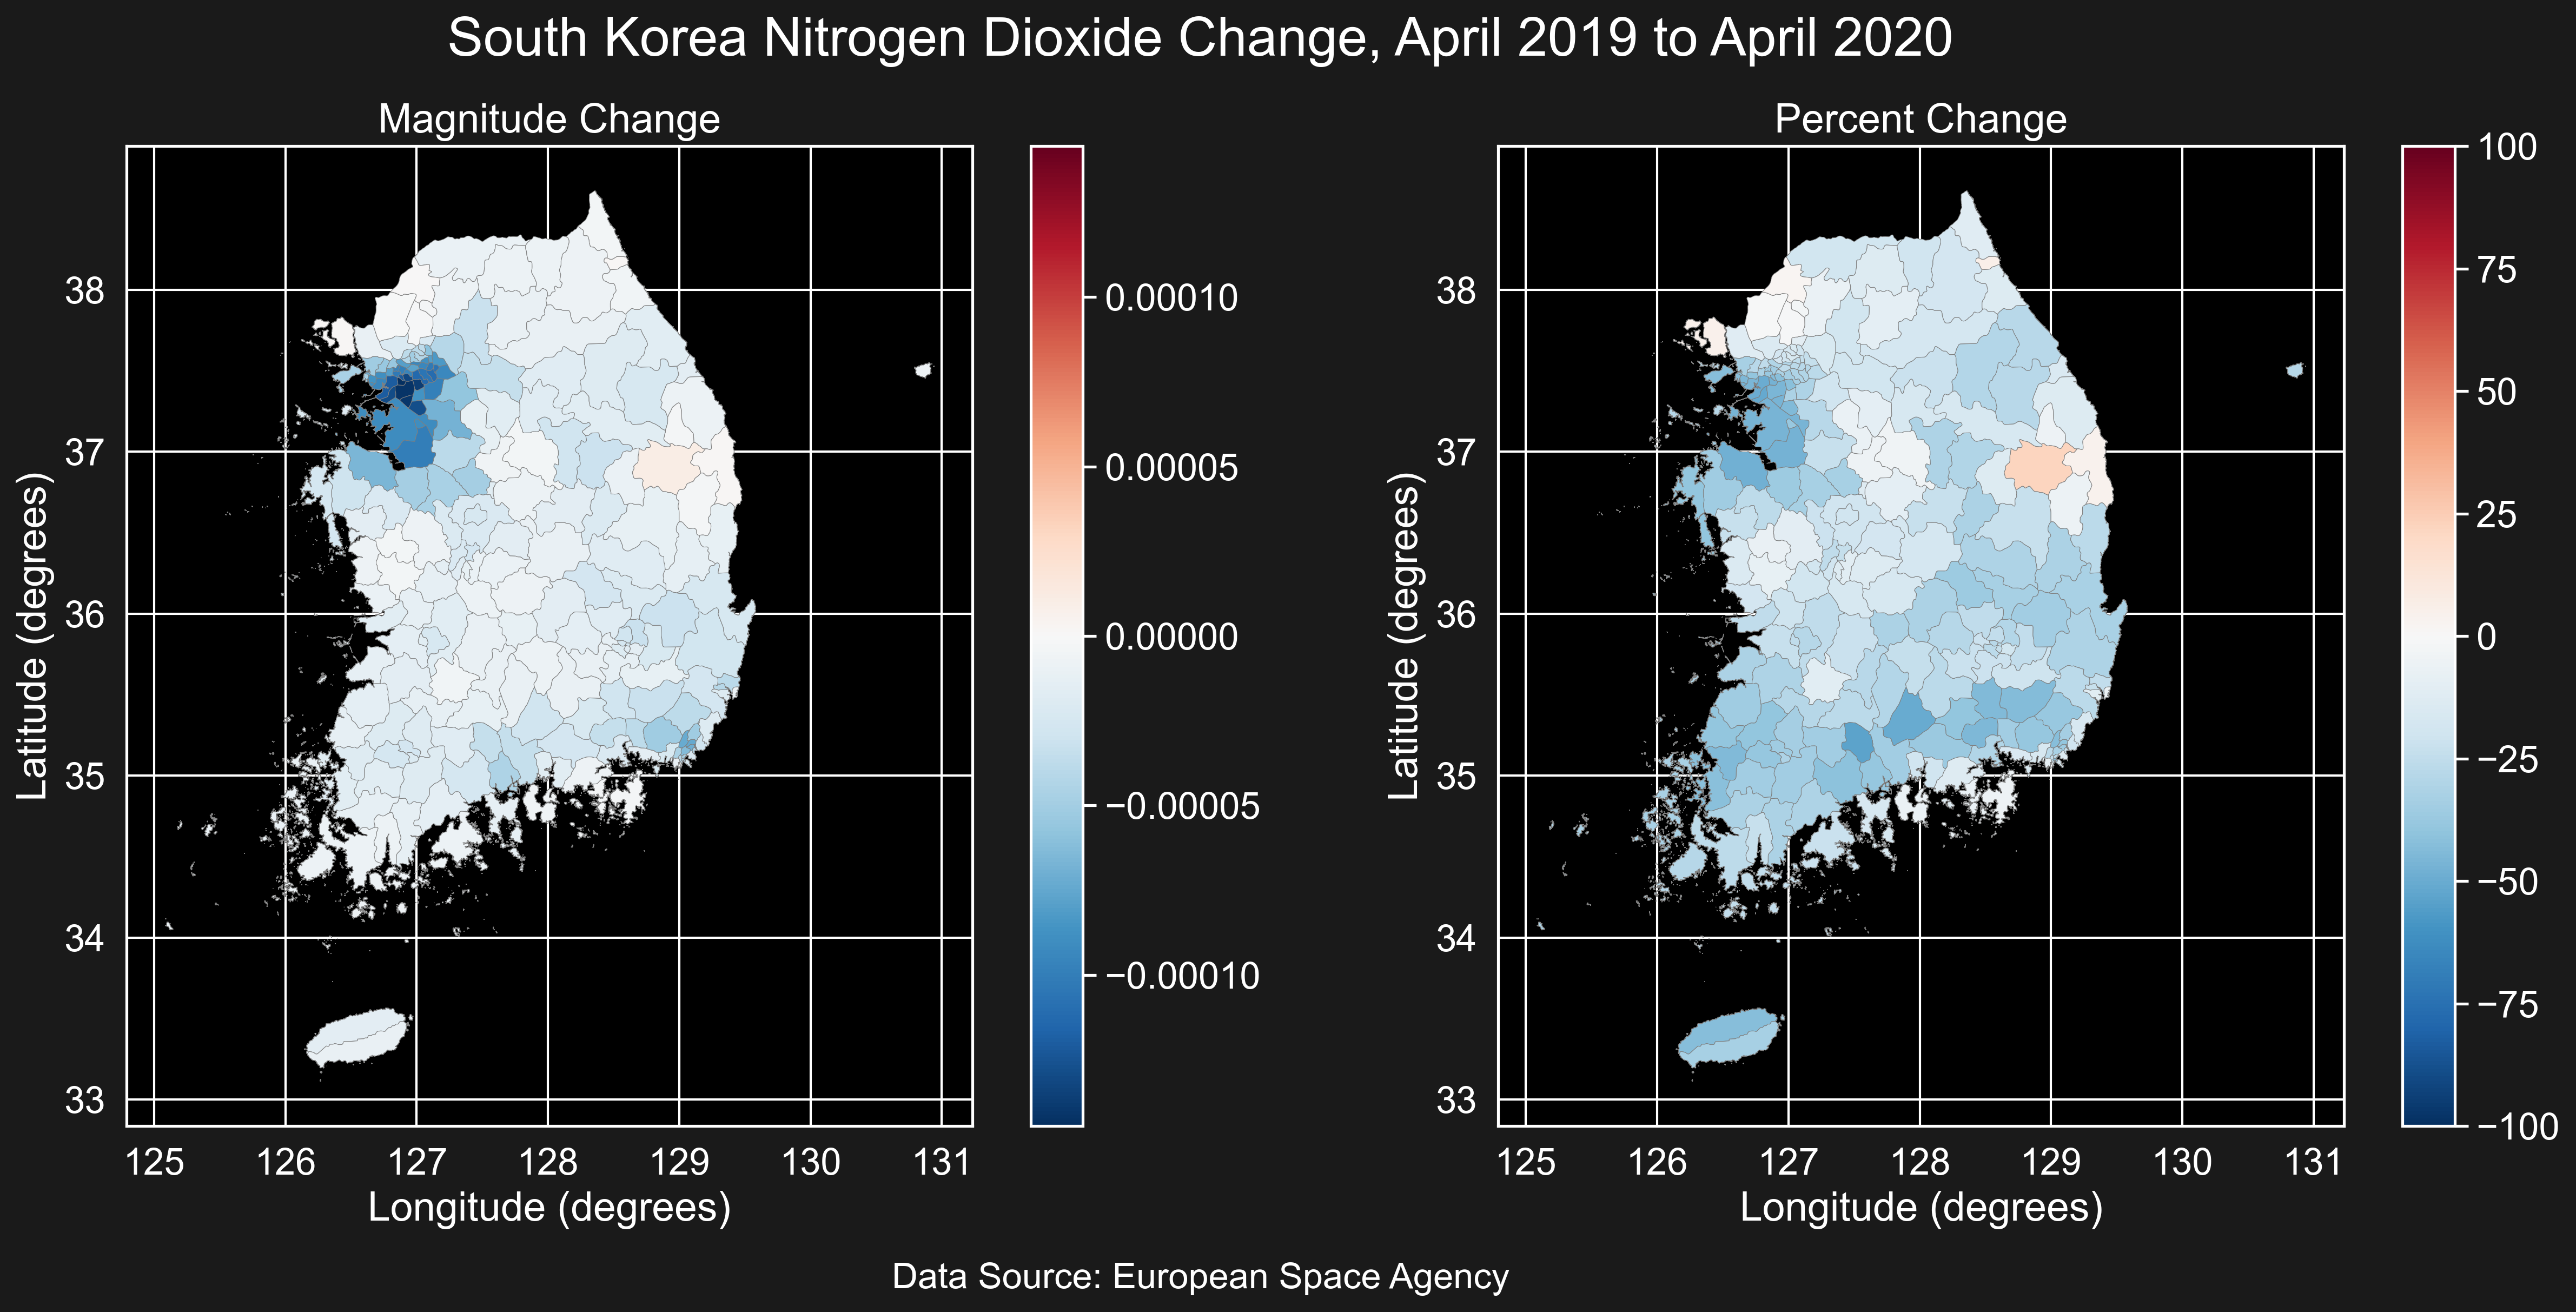 South Korea Nitrogen Dioxide Change, April 2019 to April 2020
Magnitude Change
Latitude (degrees)
38
37
36
35
34
33
125 126 127 128 129 130 131
Longitude (degrees)
0.00010
0.00005
0.00000
−0.00005
−0.00010
Percent Change
Latitude (degrees)
38
37
36
35
34
33
125 126 127 128 129 130 131
Longitude (degrees)
100
75
50
25
0
−25
−50
−75
−100
Data Source: European Space Agency